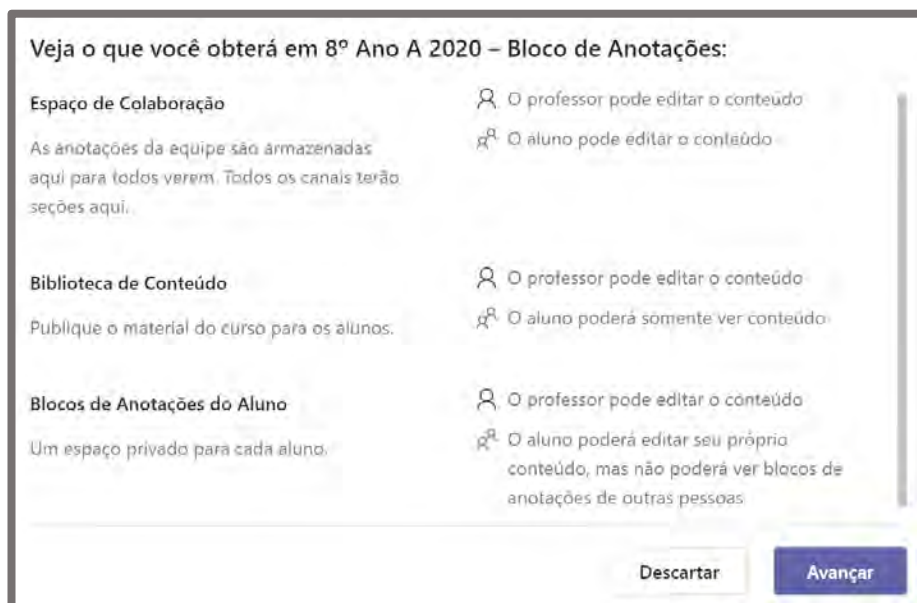 Veja o que você obterá em 8º Ano A 2020 – Bloco de Anotações:
Espaço de Colaboração
As anotações da equipe são armazenadas
aqui para todos verem. Todos os canais terão
seções aqui.
O professor pode editar o conteúdo
O aluno pode editar o conteúdo
Biblioteca de Conteúdo
Publique o material do curso para os alunos.
O professor pode editar o conteúdo
O aluno poderá somente ver conteúdo
Blocos de Anotações do Aluno
Um espaço privado para cada aluno.
O professor pode editar o conteúdo
O aluno poderá editar seu próprio
conteúdo, mas não poderá ver blocos de
anotações de outras pessoas
Descartar
Avançar